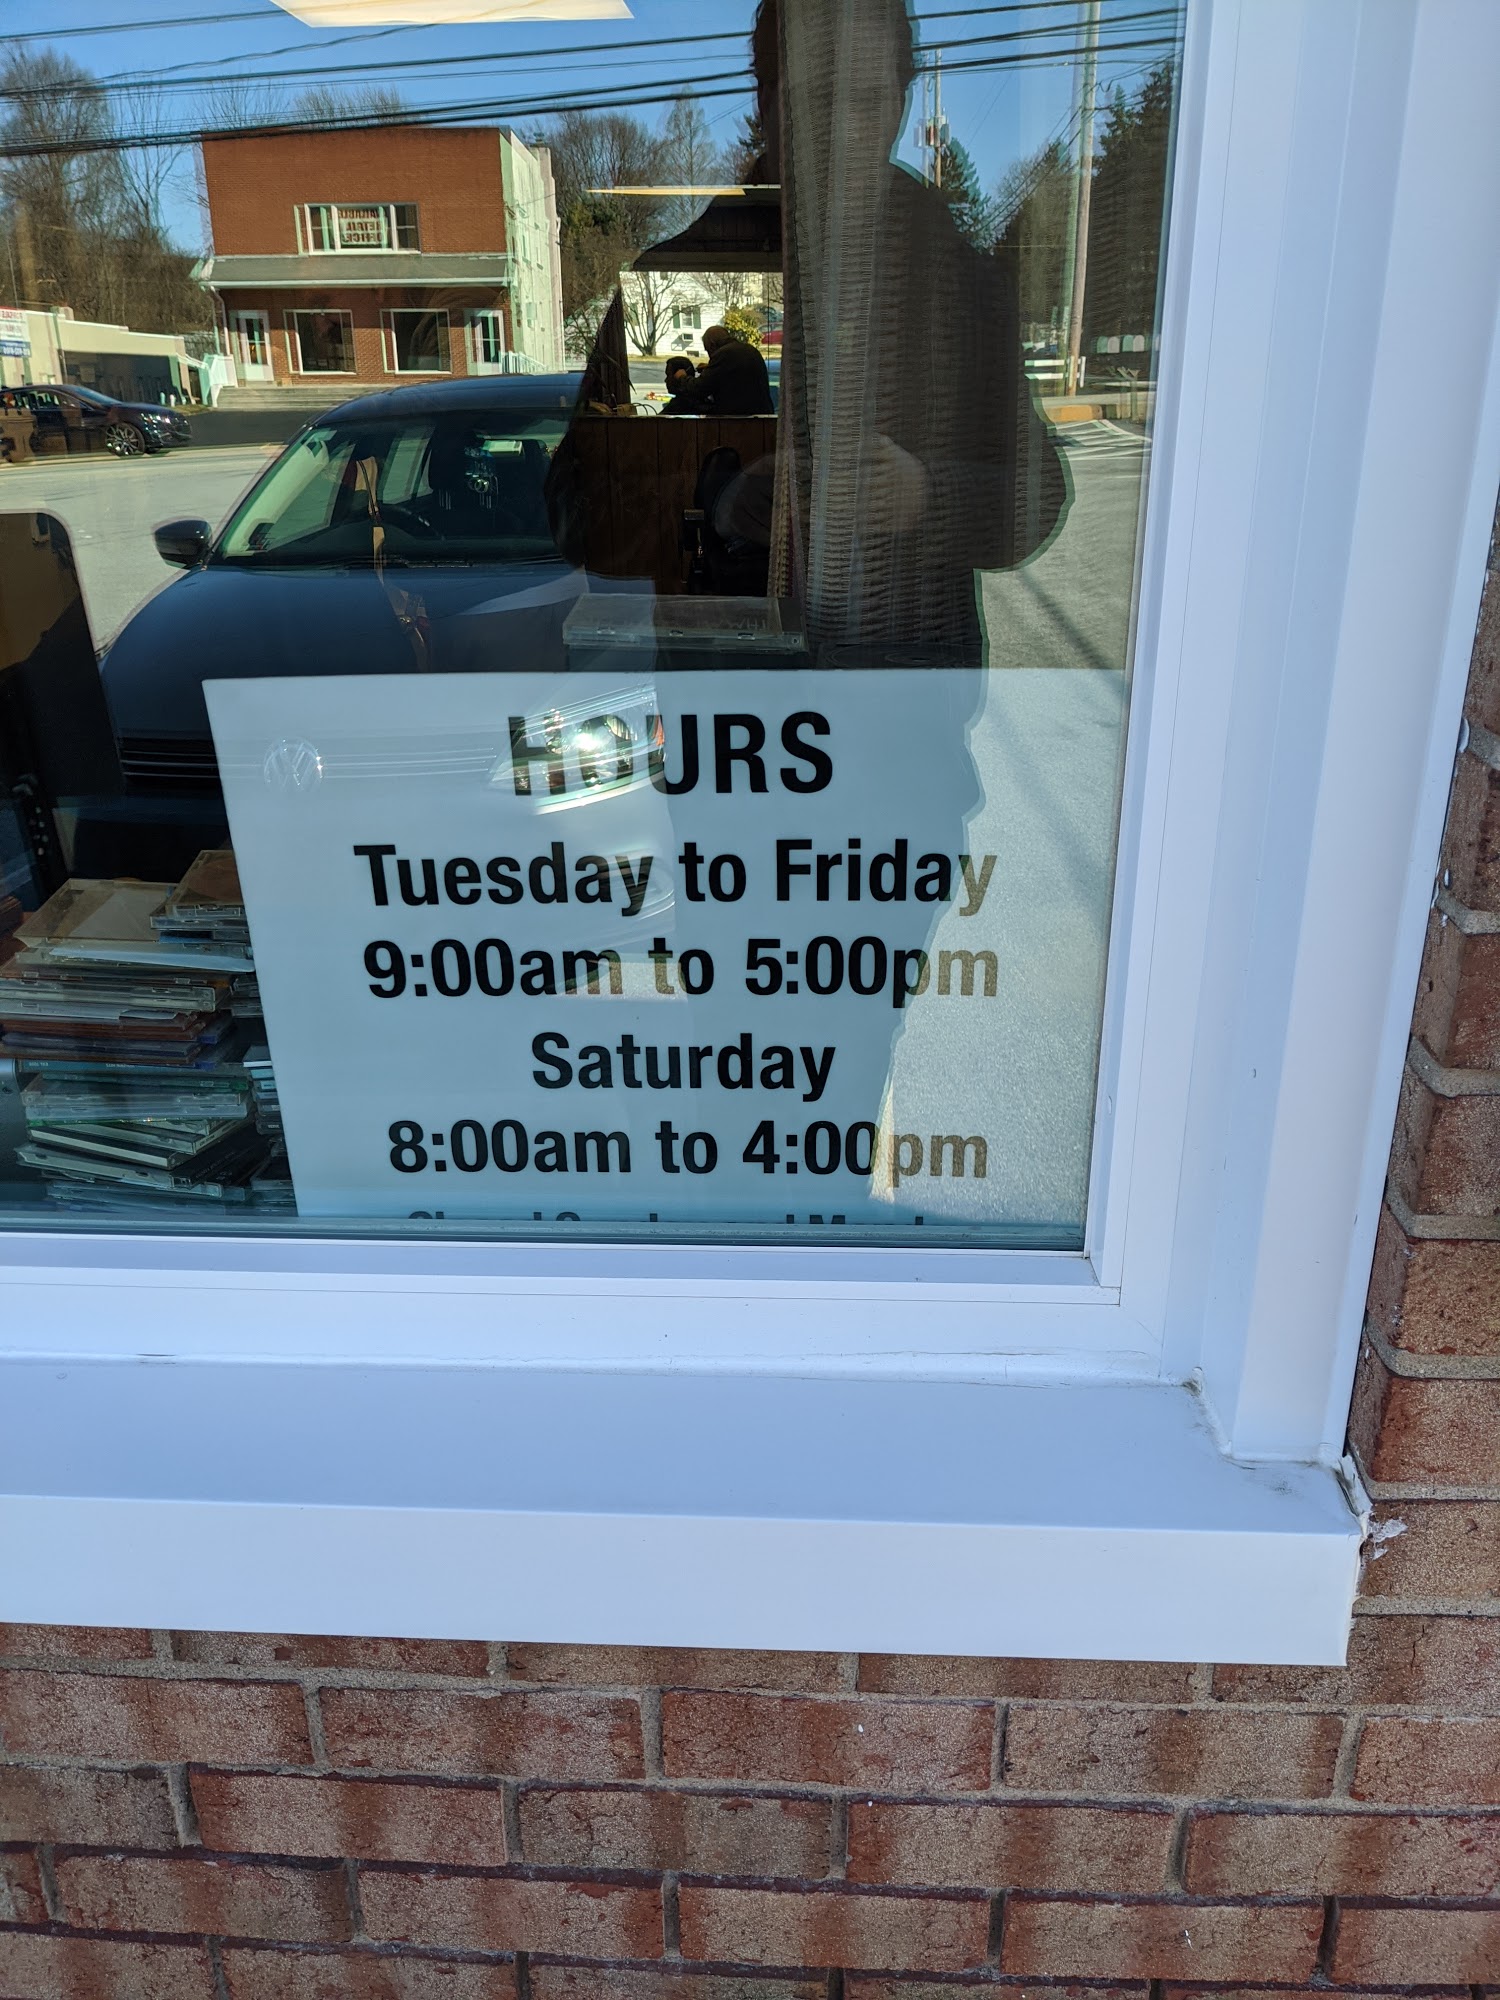 HOURS
Tuesday to Friday
9:00am to 5:00pm
Saturday
8:00am to 4:00pm